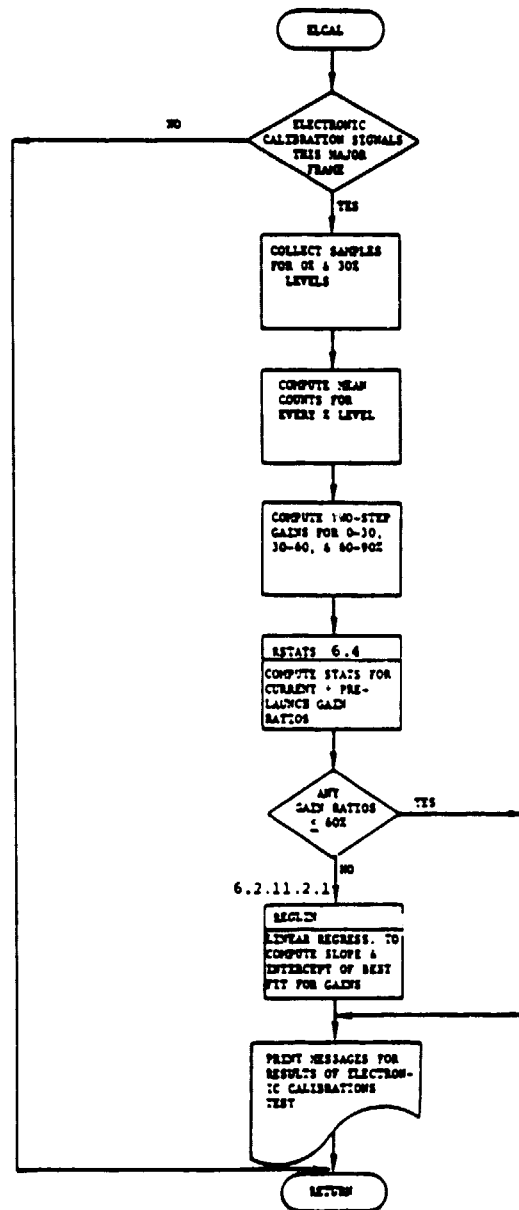 ELCAL
NO
ELECTRONIC
CALIBRATION SIGNALS
THIS MAJOR
FRAME
YES
COLLECT SAMPLES
FOR 0% & 30%
LEVELS
COMPUTE MEAN
COUNTS FOR
EVERY % LEVEL
COMPUTE TWO-STEP
GAINS FOR 0-30,
30-60, & 60-90%
RSTATS 6.4
COMPUTE STATS FOR
CURRENT ÷ PRE-
LAUNCH GAIN
RATIOS
ANY
GAIN RATIOS
≤ 60%
YES
NO
6.2.11.2.1
REGLIN
LINEAR REGRESS. TO
COMPUTE SLOPE &
INTERCEPT OF BEST
FIT FOR GAINS
PRINT MESSAGES FOR
RESULTS OF ELECTRON-
IC CALIBRATIONS
TEST
RETURN